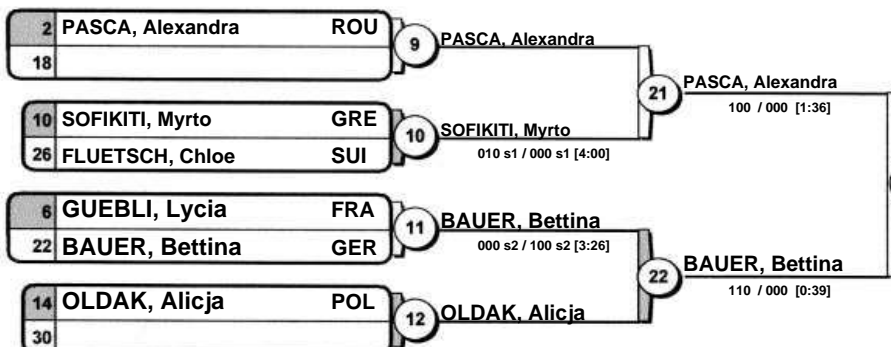 2 PASCA, Alexandra ROU
18
9
PASCA, Alexandra
10 SOFIKITI, Myrto GRE
26 FLUETSCH, Chloe SUI
10
SOFIKITI, Myrto
010 s1 / 000 s1 [4:00]
21
PASCA, Alexandra
100 / 000 [1:36]
6 GUEBLI, Lycia FRA
22 BAUER, Bettina GER
11
BAUER, Bettina
000 s2 / 100 s2 [3:26]
14 OLDAK, Alicja POL
30
12
OLDAK, Alicja
22
BAUER, Bettina
110 / 000 [0:39]